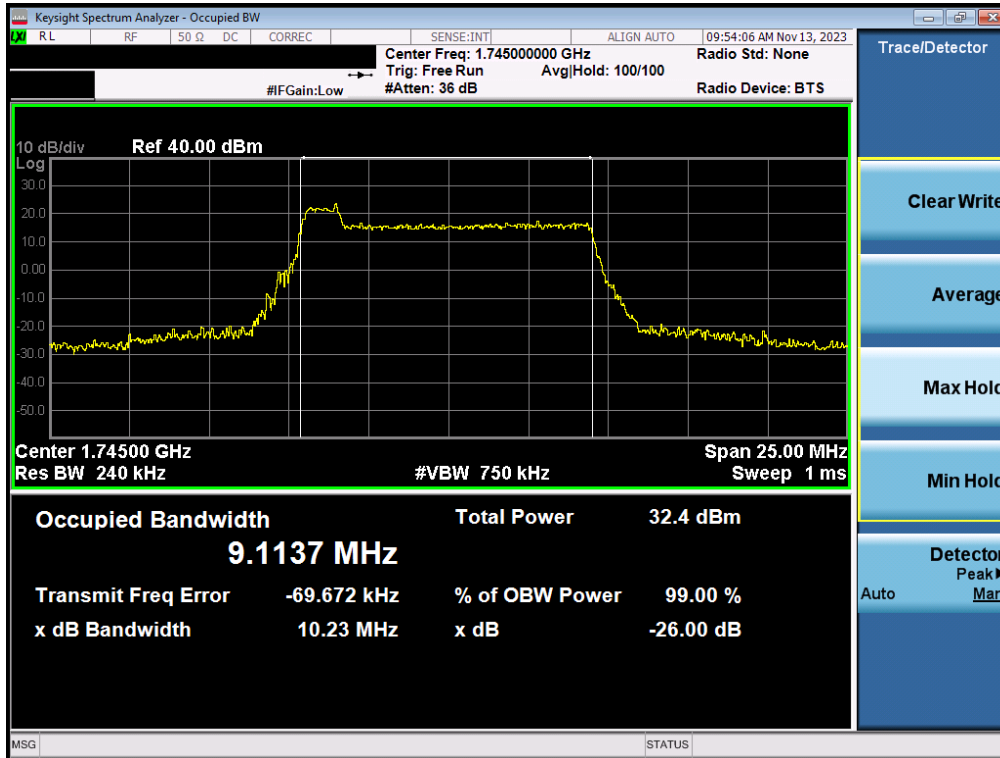 Keysight Spectrum Analyzer - Occupied BW
LXI RL RF 50 Ω DC CORREC SENSE:INT ALIGN AUTO 09:54:06 AM Nov 13, 2023
Center Freq: 1.745000000 GHz Radio Std: None
Trig: Free Run Avg|Hold: 100/100
#IFGain:Low #Atten: 36 dB Radio Device: BTS
Trace/Detector
10 dB/div Ref 40.00 dBm
Log
30.0
20.0
10.0
0.00
-10.0
-20.0
-30.0
-40.0
-50.0
Center 1.74500 GHz Span 25.00 MHz
Res BW 240 kHz #VBW 750 kHz Sweep 1 ms
Occupied Bandwidth Total Power 32.4 dBm
9.1137 MHz
Transmit Freq Error -69.672 kHz % of OBW Power 99.00 %
x dB Bandwidth 10.23 MHz x dB -26.00 dB
Clear Write
Average
Max Hold
Min Hold
Detector
Peak
Auto Man
MSG STATUS